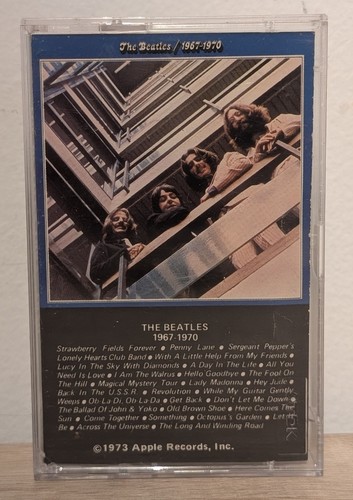 The Beatles / 1967-1970
THE BEATLES
1967-1970
Strawberry Fields Forever ● Penny Lane ● Sergeant Pepper's
Lonely Hearts Club Band ● With A Little Help From My Friends ●
Lucy In The Sky With Diamonds ● A Day In The Life ● All You
Need Is Love ● I Am The Walrus ● Hello Goodbye ● The Fool On
The Hill ● Magical Mystery Tour ● Lady Madonna ● Hey Jude ●
Back In The U.S.S.R. ● Revolution ● While My Guitar Gently
Weeps ● Ob-La-Di, Ob-La-Da ● Get Back ● Don't Let Me Down ●
The Ballad Of John & Yoko ● Old Brown Shoe ● Here Comes The
Sun ● Come Together ● Something ● Octopus's Garden ● Let It
Be ● Across The Universe ● The Long And Winding Road
©1973 Apple Records, Inc.